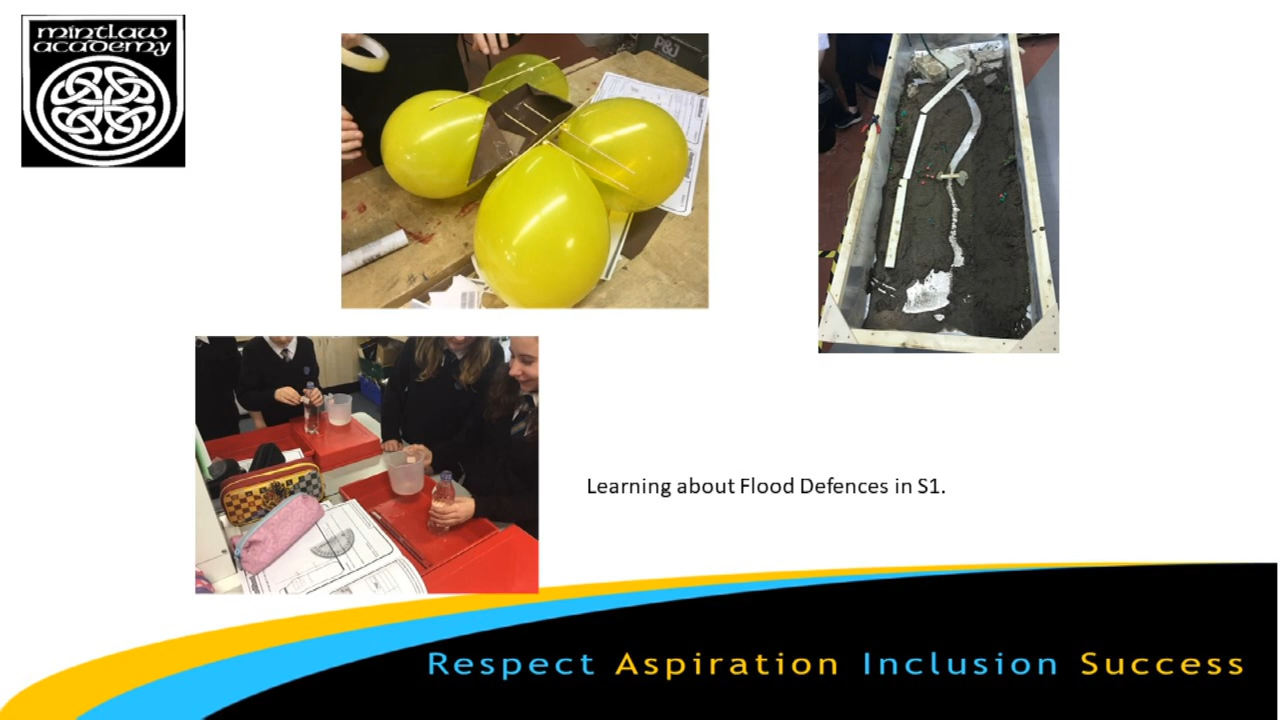 mintlaw
academy
P&J
Learning about Flood Defences in S1.
Respect Aspiration Inclusion Success